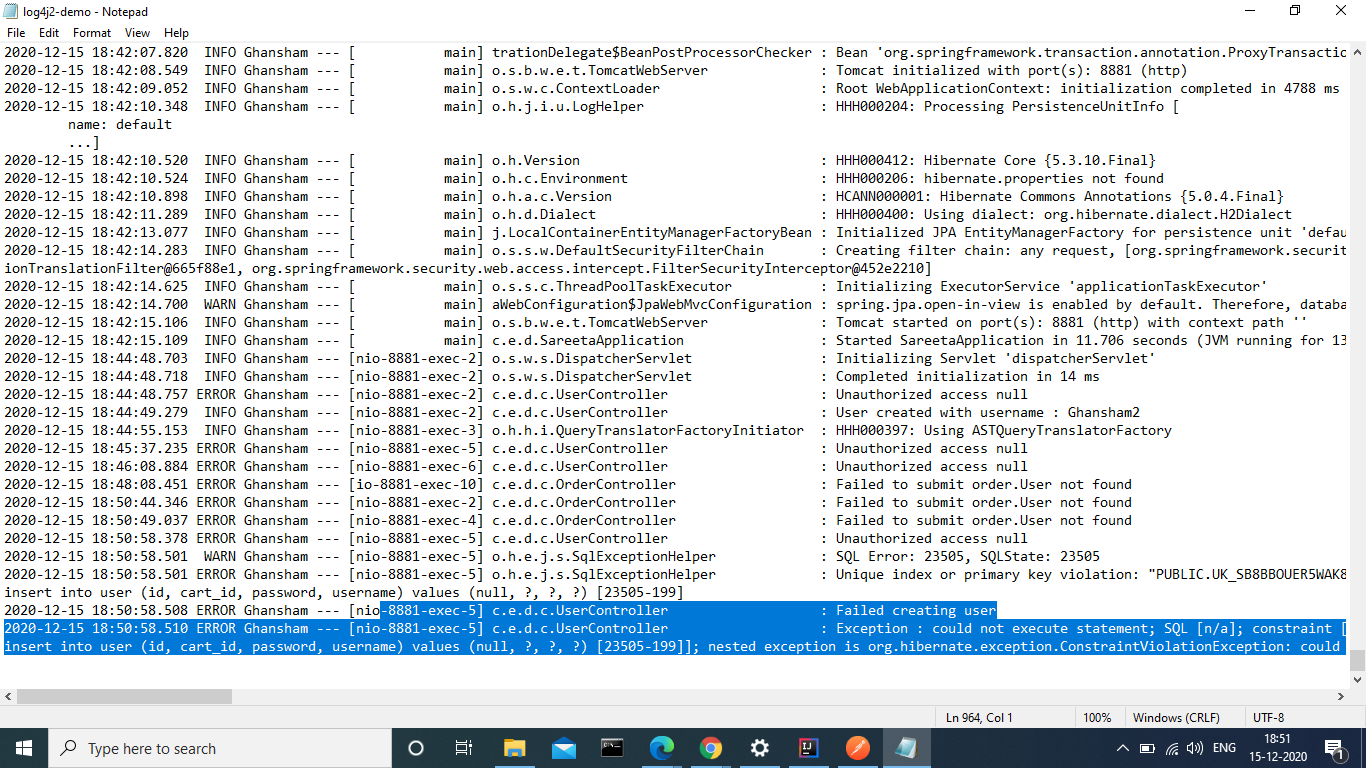 log4j2-demo - Notepad
File Edit Format View Help
2020-12-15 18:42:07.820  INFO Ghansham --- [           main] trationDelegate$BeanPostProcessorChecker : Bean 'org.springframework.transaction.annotation.ProxyTransactio
2020-12-15 18:42:08.549  INFO Ghansham --- [           main] o.s.b.w.e.t.TomcatWebServer              : Tomcat initialized with port(s): 8881 (http)
2020-12-15 18:42:09.052  INFO Ghansham --- [           main] o.s.w.c.ContextLoader                    : Root WebApplicationContext: initialization completed in 4788 ms
2020-12-15 18:42:10.348  INFO Ghansham --- [           main] o.h.j.i.u.LogHelper                      : HHH000204: Processing PersistenceUnitInfo [
name: default
...]
2020-12-15 18:42:10.520  INFO Ghansham --- [           main] o.h.Version                              : HHH000412: Hibernate Core {5.3.10.Final}
2020-12-15 18:42:10.524  INFO Ghansham --- [           main] o.h.c.Environment                        : HHH000206: hibernate.properties not found
2020-12-15 18:42:10.898  INFO Ghansham --- [           main] o.h.a.c.Version                          : HCANN000001: Hibernate Commons Annotations {5.0.4.Final}
2020-12-15 18:42:11.289  INFO Ghansham --- [           main] o.h.d.Dialect                            : HHH000400: Using dialect: org.hibernate.dialect.H2Dialect
2020-12-15 18:42:13.077  INFO Ghansham --- [           main] j.LocalContainerEntityManagerFactoryBean : Initialized JPA EntityManagerFactory for persistence unit 'defau
2020-12-15 18:42:14.283  INFO Ghansham --- [           main] o.s.s.w.DefaultSecurityFilterChain       : Creating filter chain: any request, [org.springframework.securit
ionTranslationFilter@665f88e1, org.springframework.security.web.access.intercept.FilterSecurityInterceptor@452e2210]
2020-12-15 18:42:14.625  INFO Ghansham --- [           main] o.s.s.c.ThreadPoolTaskExecutor           : Initializing ExecutorService 'applicationTaskExecutor'
2020-12-15 18:42:14.700  WARN Ghansham --- [           main] aWebConfiguration$JpaWebMvcConfiguration : spring.jpa.open-in-view is enabled by default. Therefore, databa
2020-12-15 18:42:15.106  INFO Ghansham --- [           main] o.s.b.w.e.t.TomcatWebServer              : Tomcat started on port(s): 8881 (http) with context path ''
2020-12-15 18:42:15.109  INFO Ghansham --- [           main] c.e.d.SareetaApplication                 : Started SareetaApplication in 11.706 seconds (JVM running for 13
2020-12-15 18:44:48.703  INFO Ghansham --- [nio-8881-exec-2] o.s.w.s.DispatcherServlet                : Initializing Servlet 'dispatcherServlet'
2020-12-15 18:44:48.718  INFO Ghansham --- [nio-8881-exec-2] o.s.w.s.DispatcherServlet                : Completed initialization in 14 ms
2020-12-15 18:44:48.757 ERROR Ghansham --- [nio-8881-exec-2] c.e.d.c.UserController                   : Unauthorized access null
2020-12-15 18:44:49.279  INFO Ghansham --- [nio-8881-exec-2] c.e.d.c.UserController                   : User created with username : Ghansham2
2020-12-15 18:44:55.153  INFO Ghansham --- [nio-8881-exec-3] o.h.h.i.QueryTranslatorFactoryInitiator  : HHH000397: Using ASTQueryTranslatorFactory
2020-12-15 18:45:37.235 ERROR Ghansham --- [nio-8881-exec-5] c.e.d.c.UserController                   : Unauthorized access null
2020-12-15 18:46:08.884 ERROR Ghansham --- [nio-8881-exec-6] c.e.d.c.UserController                   : Unauthorized access null
2020-12-15 18:48:08.451 ERROR Ghansham --- [io-8881-exec-10] c.e.d.c.OrderController                  : Failed to submit order.User not found
2020-12-15 18:50:44.346 ERROR Ghansham --- [nio-8881-exec-2] c.e.d.c.OrderController                  : Failed to submit order.User not found
2020-12-15 18:50:49.037 ERROR Ghansham --- [nio-8881-exec-4] c.e.d.c.OrderController                  : Failed to submit order.User not found
2020-12-15 18:50:58.378 ERROR Ghansham --- [nio-8881-exec-5] c.e.d.c.UserController                   : Unauthorized access null
2020-12-15 18:50:58.501  WARN Ghansham --- [nio-8881-exec-5] o.h.e.j.s.SqlExceptionHelper             : SQL Error: 23505, SQLState: 23505
2020-12-15 18:50:58.501 ERROR Ghansham --- [nio-8881-exec-5] o.h.e.j.s.SqlExceptionHelper             : Unique index or primary key violation: "PUBLIC.UK_SB8BBOUER5WAK8
insert into user (id, cart_id, password, username) values (null, ?, ?, ?) [23505-199]
2020-12-15 18:50:58.508 ERROR Ghansham --- [nio-8881-exec-5] c.e.d.c.UserController                   : Failed creating user
2020-12-15 18:50:58.510 ERROR Ghansham --- [nio-8881-exec-5] c.e.d.c.UserController                   : Exception : could not execute statement; SQL [n/a]; constraint [
insert into user (id, cart_id, password, username) values (null, ?, ?, ?) [23505-199]]; nested exception is org.hibernate.exception.ConstraintViolationException: could
Ln 964, Col 1 100% Windows (CRLF) UTF-8
Type here to search
ENG
18:51
15-12-2020
1